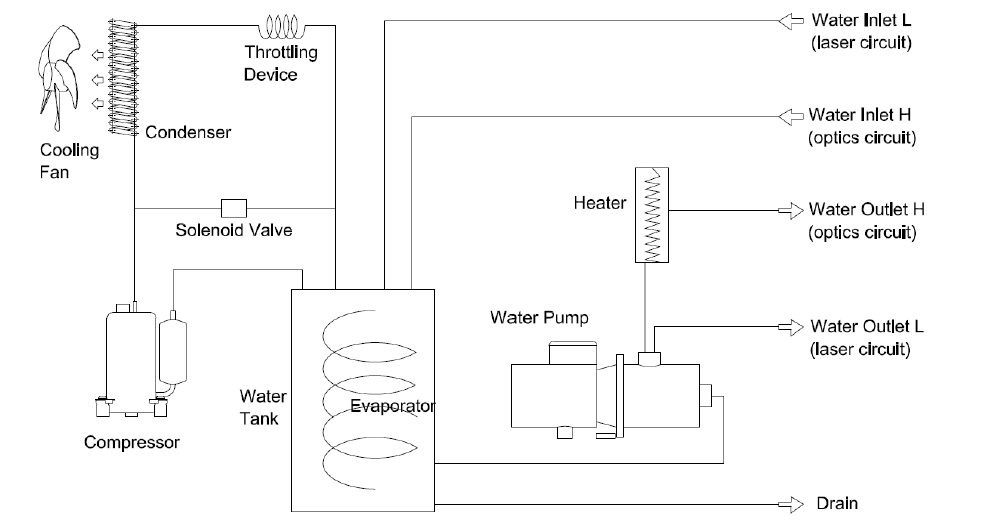 Water Inlet L
(laser circuit)
Throttling
Device
Water Inlet H
(optics circuit)
Condenser
Cooling
Fan
Heater
Water Outlet H
(optics circuit)
Solenoid Valve
Water Pump
Water Outlet L
(laser circuit)
Water
Tank
Evaporator
Compressor
Drain